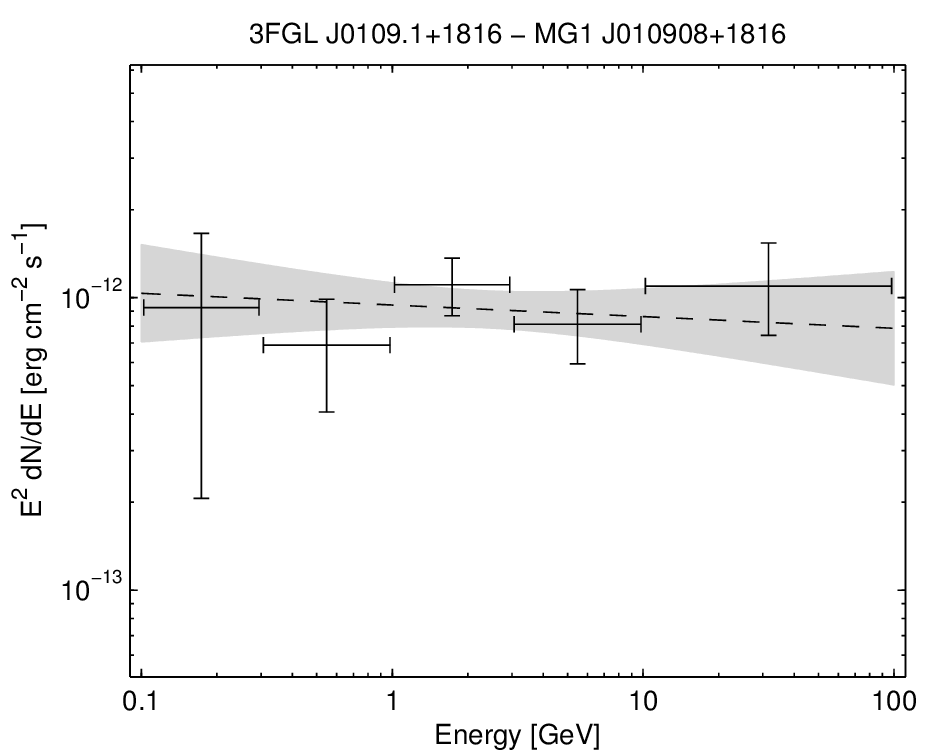 3FGL J0109.1+1816 − MG1 J010908+1816
E² dN/dE [erg cm⁻² s⁻¹]
10⁻¹²
10⁻¹³
0.1 1 10 100
Energy [GeV]